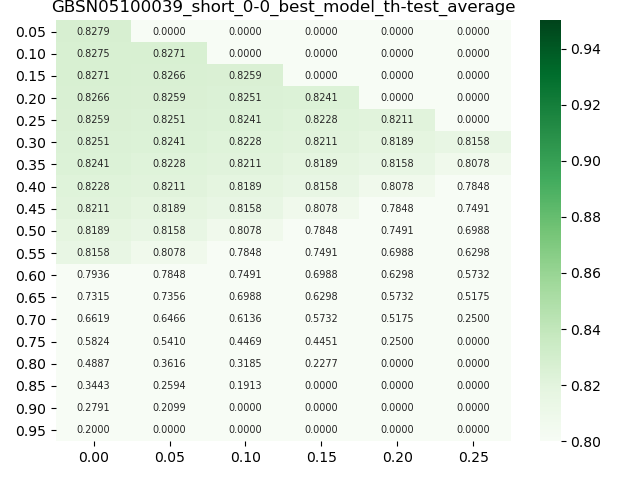 GBSN05100039_short_0-0_best_model_th-test_average
0.05 0.8279 0.0000 0.0000 0.0000 0.0000 0.0000
0.10 0.8275 0.8271 0.0000 0.0000 0.0000 0.0000
0.15 0.8271 0.8266 0.8259 0.0000 0.0000 0.0000
0.20 0.8266 0.8259 0.8251 0.8241 0.0000 0.0000
0.25 0.8259 0.8251 0.8241 0.8228 0.8211 0.0000
0.30 0.8251 0.8241 0.8228 0.8211 0.8189 0.8158
0.35 0.8241 0.8228 0.8211 0.8189 0.8158 0.8078
0.40 0.8228 0.8211 0.8189 0.8158 0.8078 0.7848
0.45 0.8211 0.8189 0.8158 0.8078 0.7848 0.7491
0.50 0.8189 0.8158 0.8078 0.7848 0.7491 0.6988
0.55 0.8158 0.8078 0.7848 0.7491 0.6988 0.6298
0.60 0.7936 0.7848 0.7491 0.6988 0.6298 0.5732
0.65 0.7315 0.7356 0.6988 0.6298 0.5732 0.5175
0.70 0.6619 0.6466 0.6136 0.5732 0.5175 0.2500
0.75 0.5824 0.5410 0.4469 0.4451 0.2500 0.0000
0.80 0.4887 0.3616 0.3185 0.2277 0.0000 0.0000
0.85 0.3443 0.2594 0.1913 0.0000 0.0000 0.0000
0.90 0.2791 0.2099 0.0000 0.0000 0.0000 0.0000
0.95 0.2000 0.0000 0.0000 0.0000 0.0000 0.0000
0.00 0.05 0.10 0.15 0.20 0.25
0.94
0.92
0.90
0.88
0.86
0.84
0.82
0.80